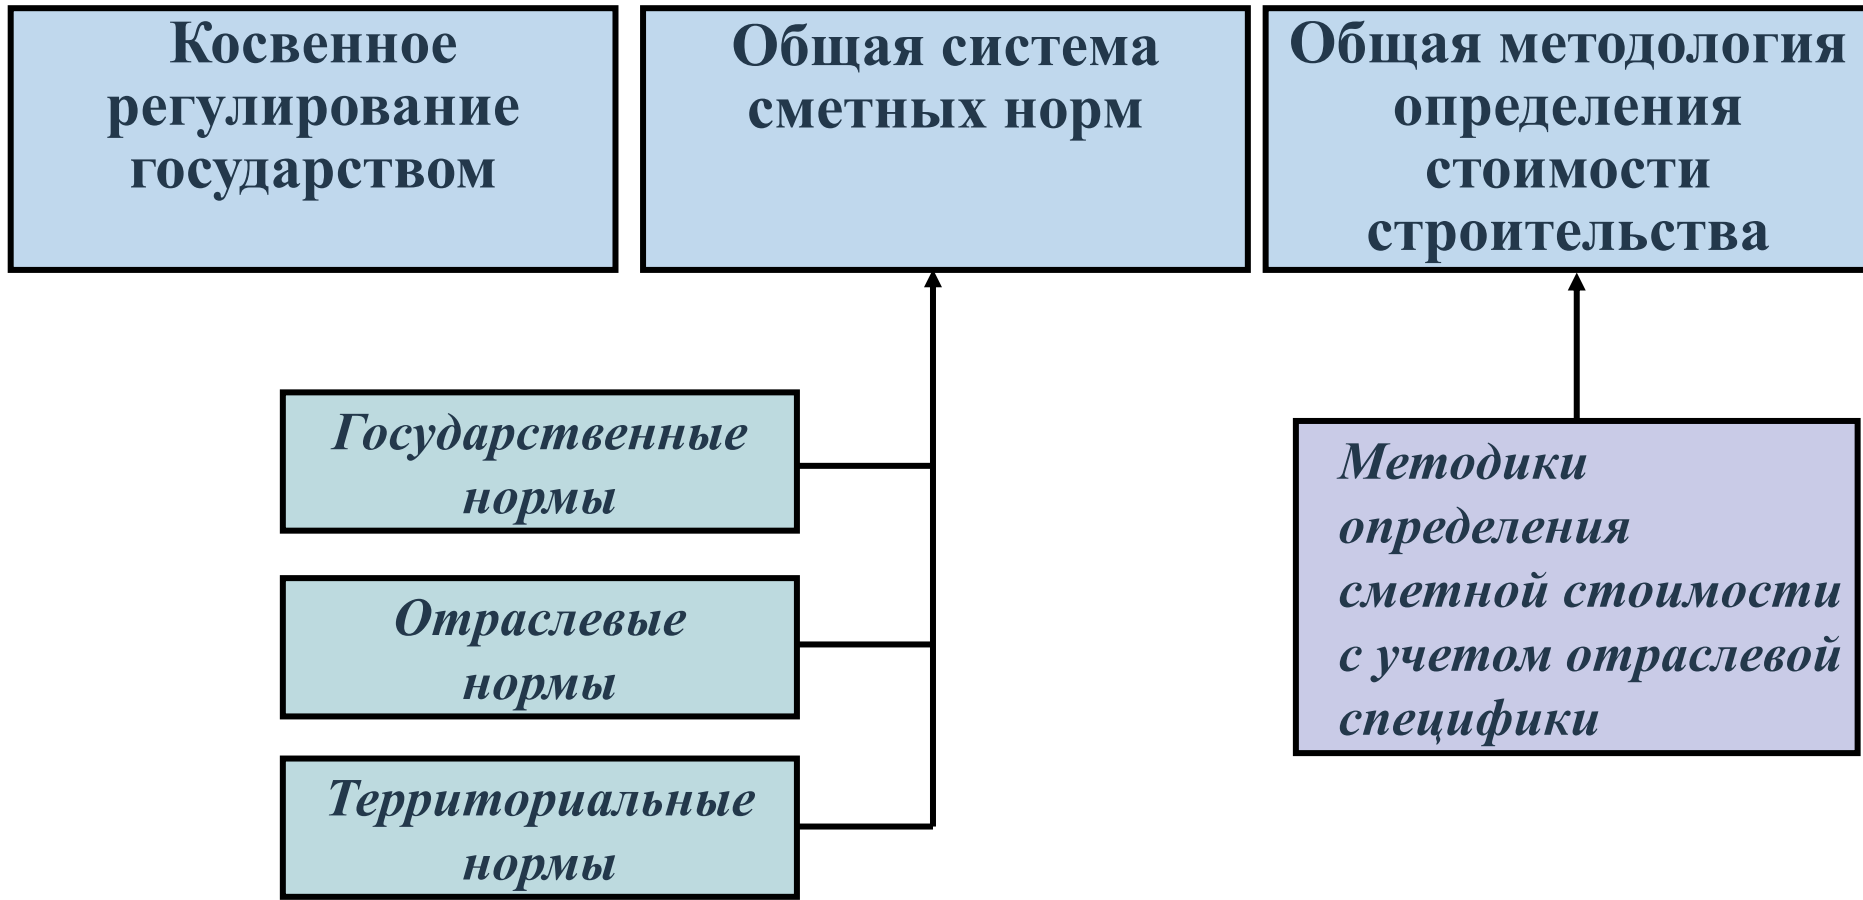 Косвенное
регулирование
государством
Общая система
сметных норм
Общая методология
определения
стоимости
строительства
Государственные
нормы
Отраслевые
нормы
Территориальные
нормы
Методики
определения
сметной стоимости
с учетом отраслевой
специфики